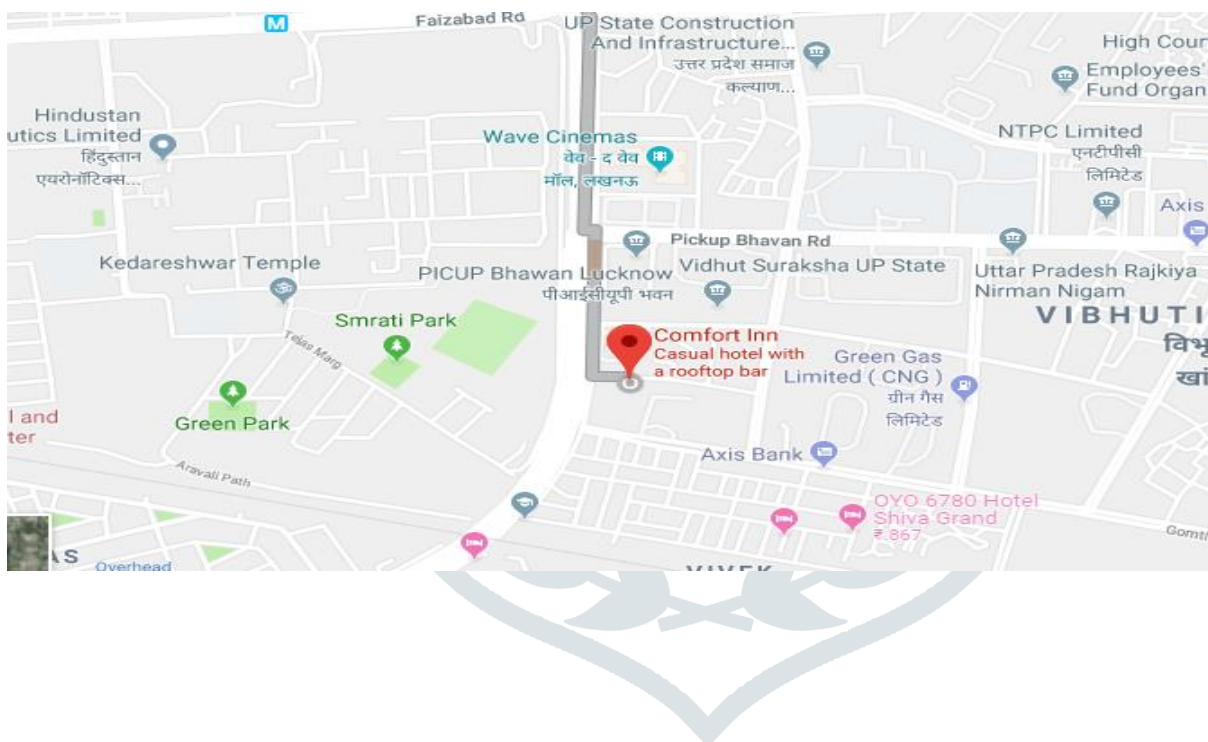 Faizabad Rd
M
UP State Construction
And Infrastructure...
उत्तर प्रदेश समाज
कल्याण...
High Cour
Employees'
Fund Organ
Hindustan
utics Limited
हिंदुस्तान
एयरोनॉटिक्स...
Wave Cinemas
वेव - द वेव
मॉल, लखनऊ
NTPC Limited
एनटीपीसी
लिमिटेड
Axis
Pickup Bhavan Rd
Kedareshwar Temple
PICUP Bhawan Lucknow
पीआईसीयूपी भवन
Vidhut Suraksha UP State
Uttar Pradesh Rajkiya
Nirman Nigam
VIBHUTI
विभू
खां
Smrati Park
Tejas Marg
Comfort Inn
Casual hotel with
a rooftop bar
Green Gas
Limited ( CNG )
ग्रीन गैस
लिमिटेड
Green Park
l and
ter
Aravali Path
Axis Bank
OYO 6780 Hotel
Shiva Grand
₹.867
Gomti
AS
Overhead
VIVEK